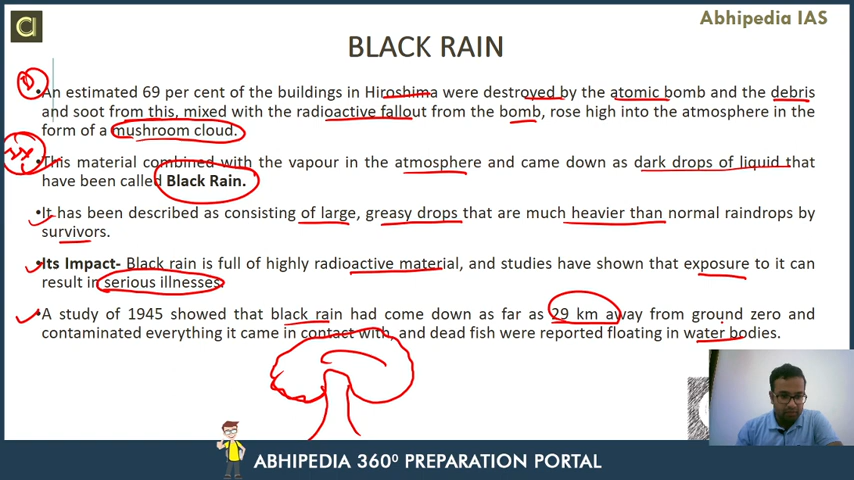 Abhipedia IAS
BLACK RAIN
•An estimated 69 per cent of the buildings in Hiroshima were destroyed by the atomic bomb and the debris
and soot from this, mixed with the radioactive fallout from the bomb, rose high into the atmosphere in the
form of a mushroom cloud.
•This material combined with the vapour in the atmosphere and came down as dark drops of liquid that
have been called Black Rain.
•It has been described as consisting of large, greasy drops that are much heavier than normal raindrops by
survivors.
•Its Impact- Black rain is full of highly radioactive material, and studies have shown that exposure to it can
result in serious illnesses.
•A study of 1945 showed that black rain had come down as far as 29 km away from ground zero and
contaminated everything it came in contact with, and dead fish were reported floating in water bodies.
ABHIPEDIA 360⁰ PREPARATION PORTAL